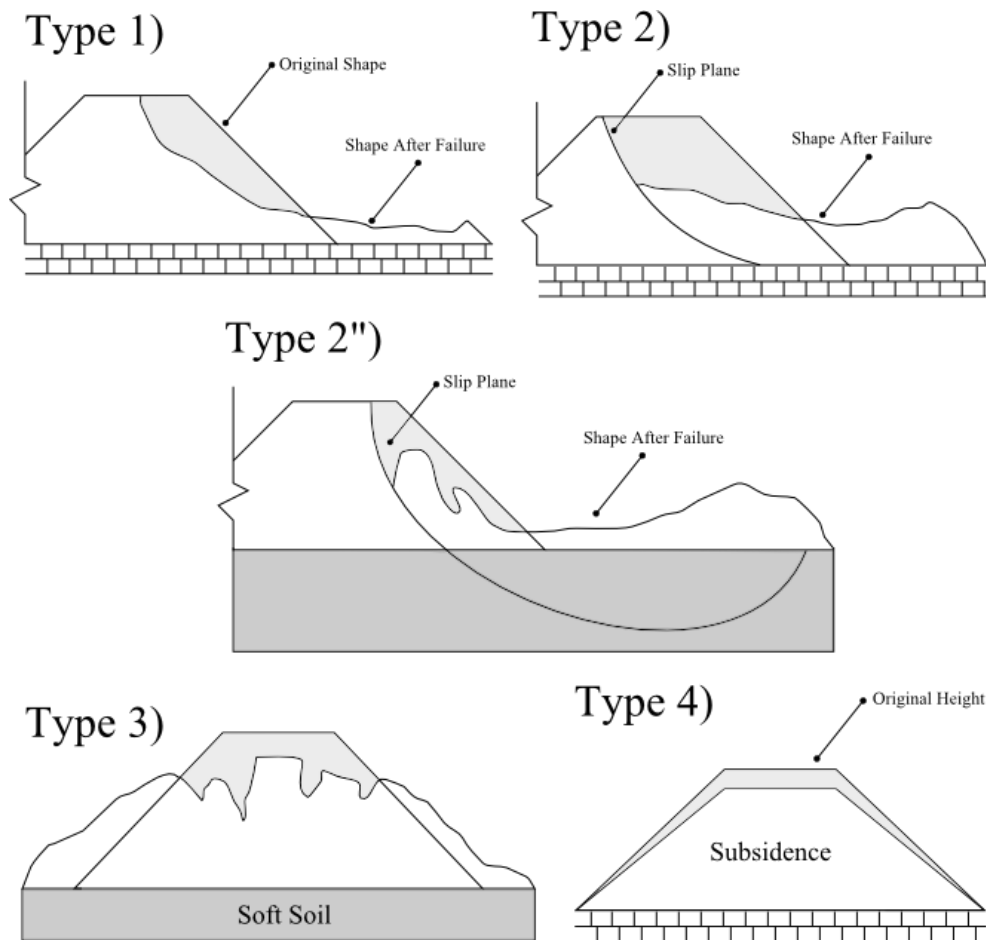 Type 1)
Original Shape
Shape After Failure
Type 2)
Slip Plane
Shape After Failure
Type 2")
Slip Plane
Shape After Failure
Type 3)
Soft Soil
Type 4)
Original Height
Subsidence